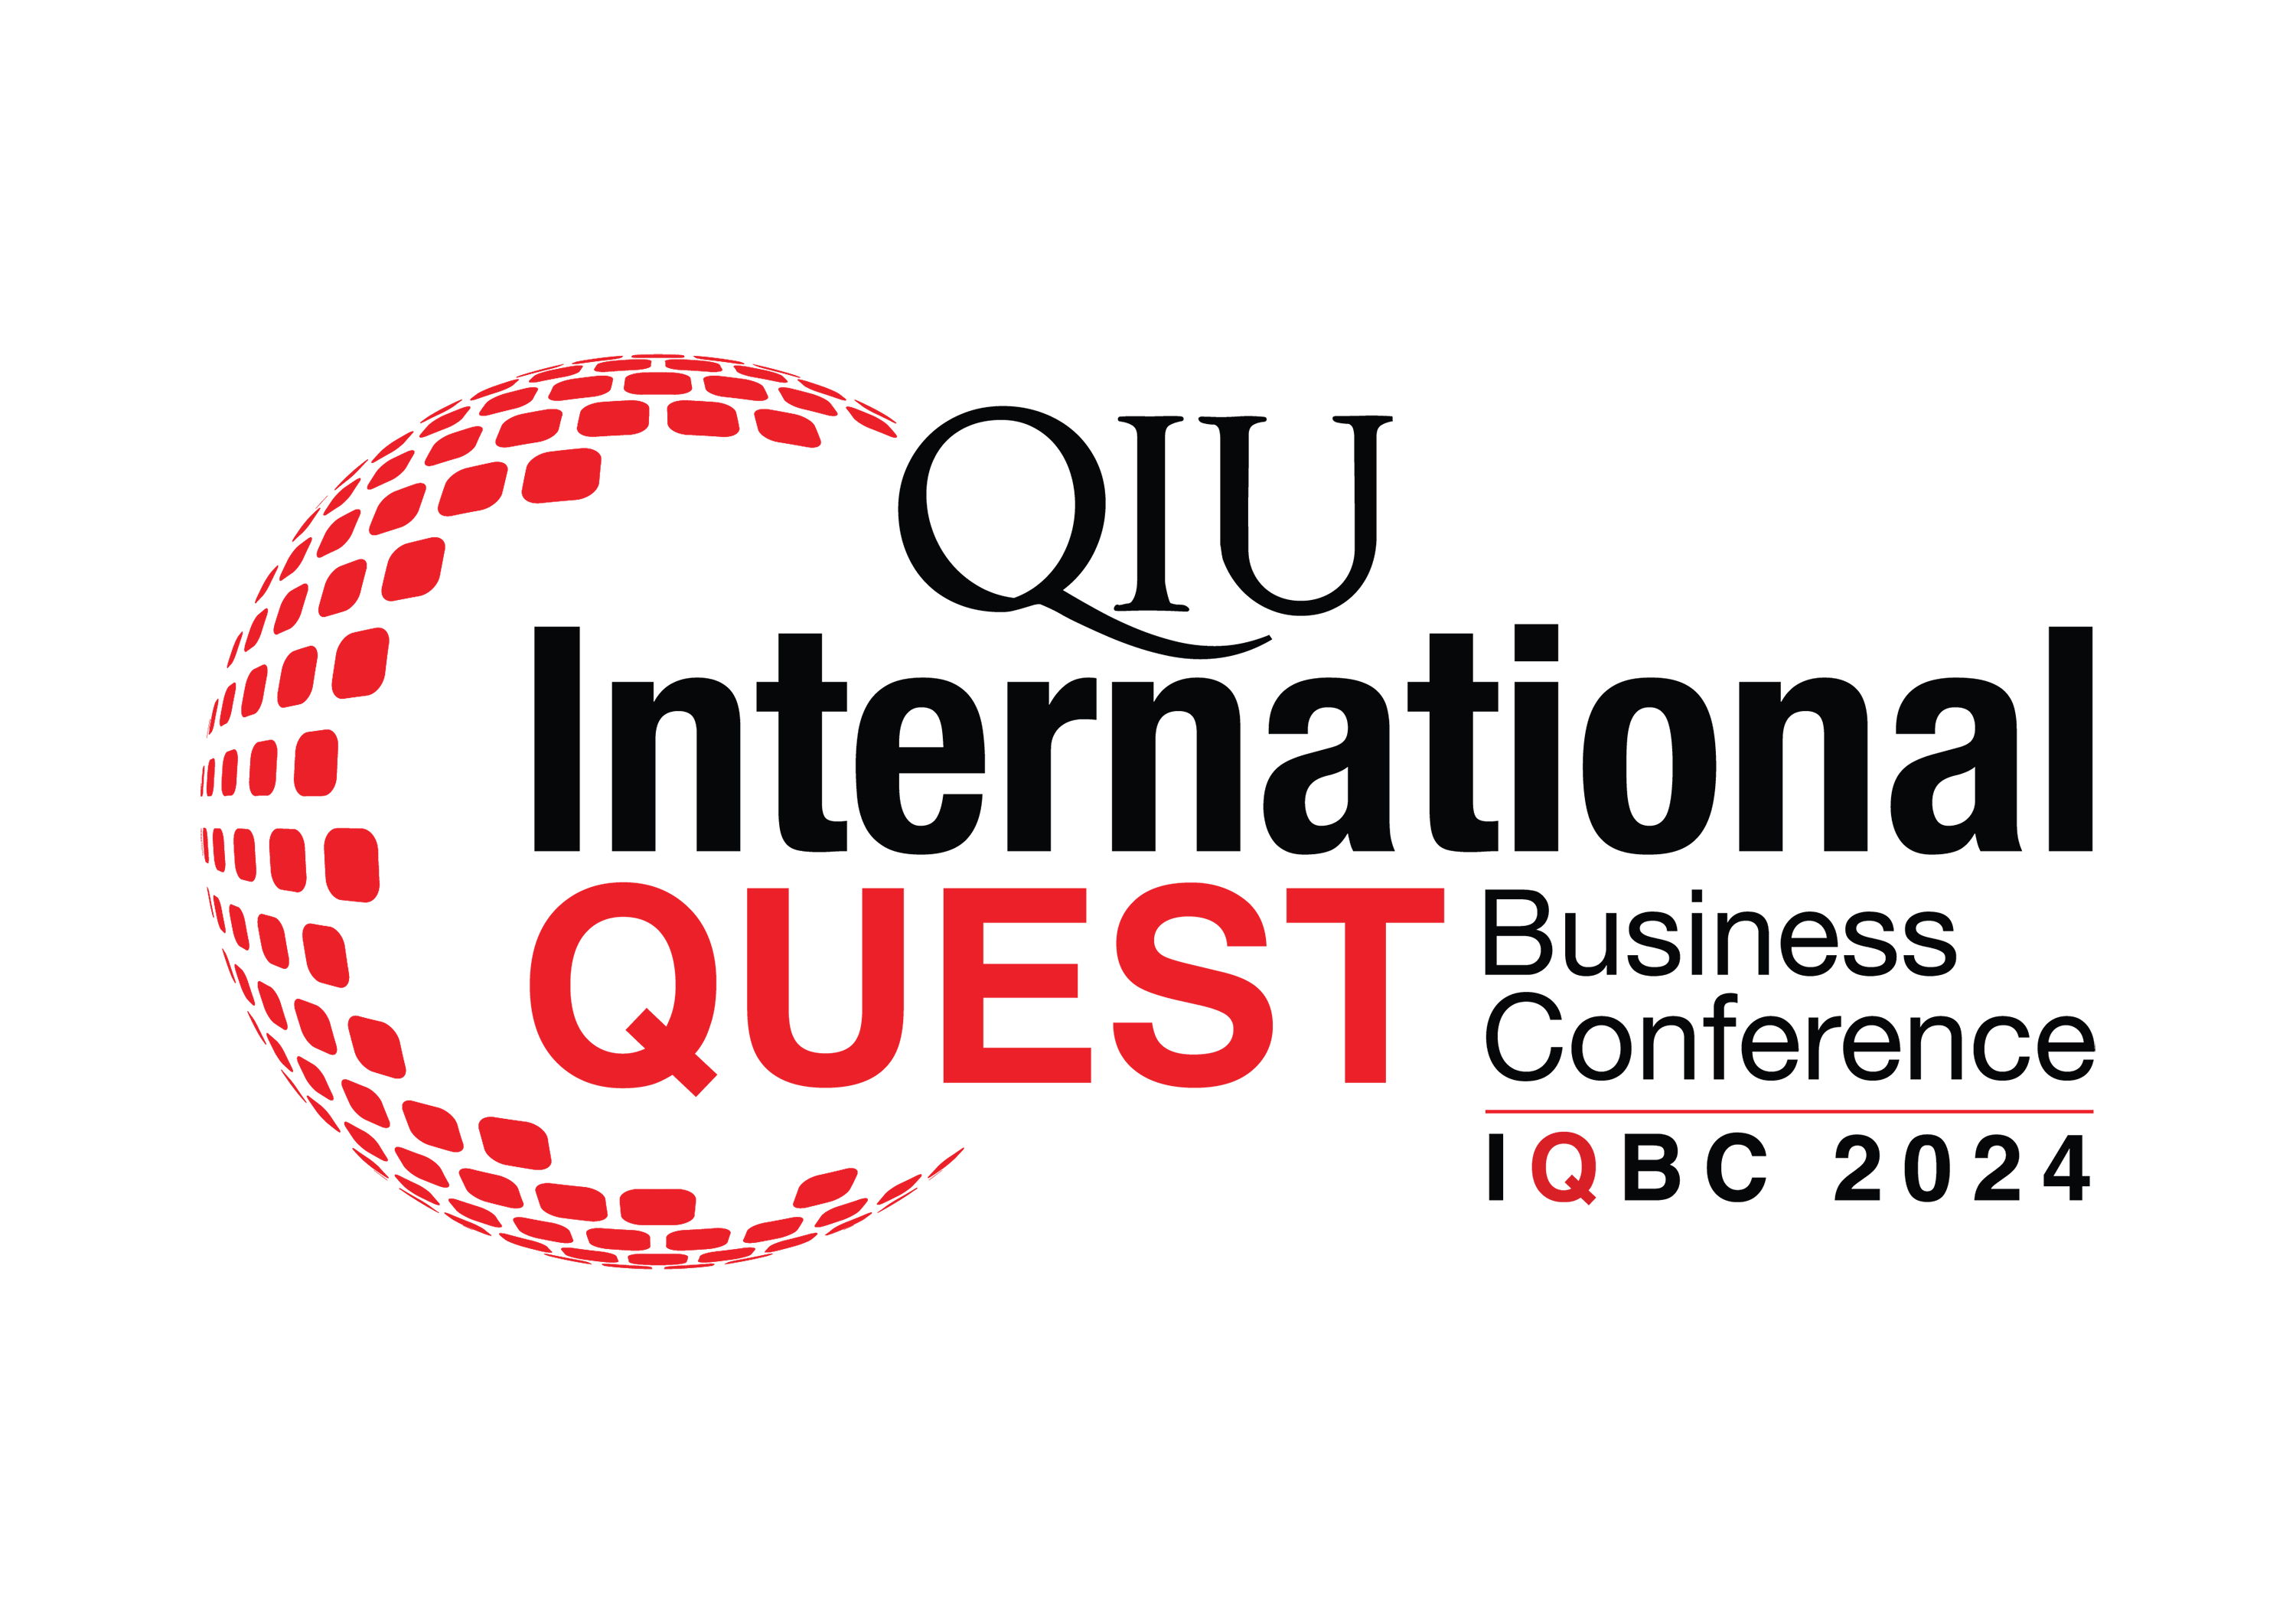 QIU
International
QUEST
Business
Conference
IQBC 2024